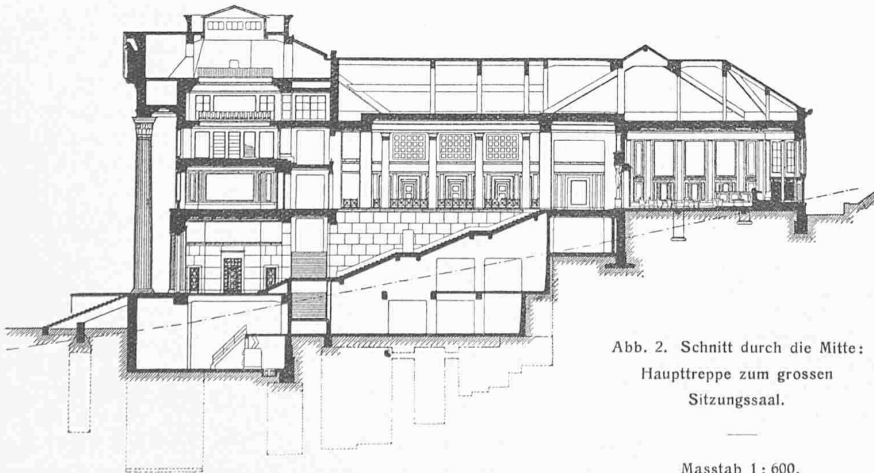 Abb. 2. Schnitt durch die Mitte:
Haupttreppe zum grossen
Sitzungssaal.
Masstab 1 : 600.